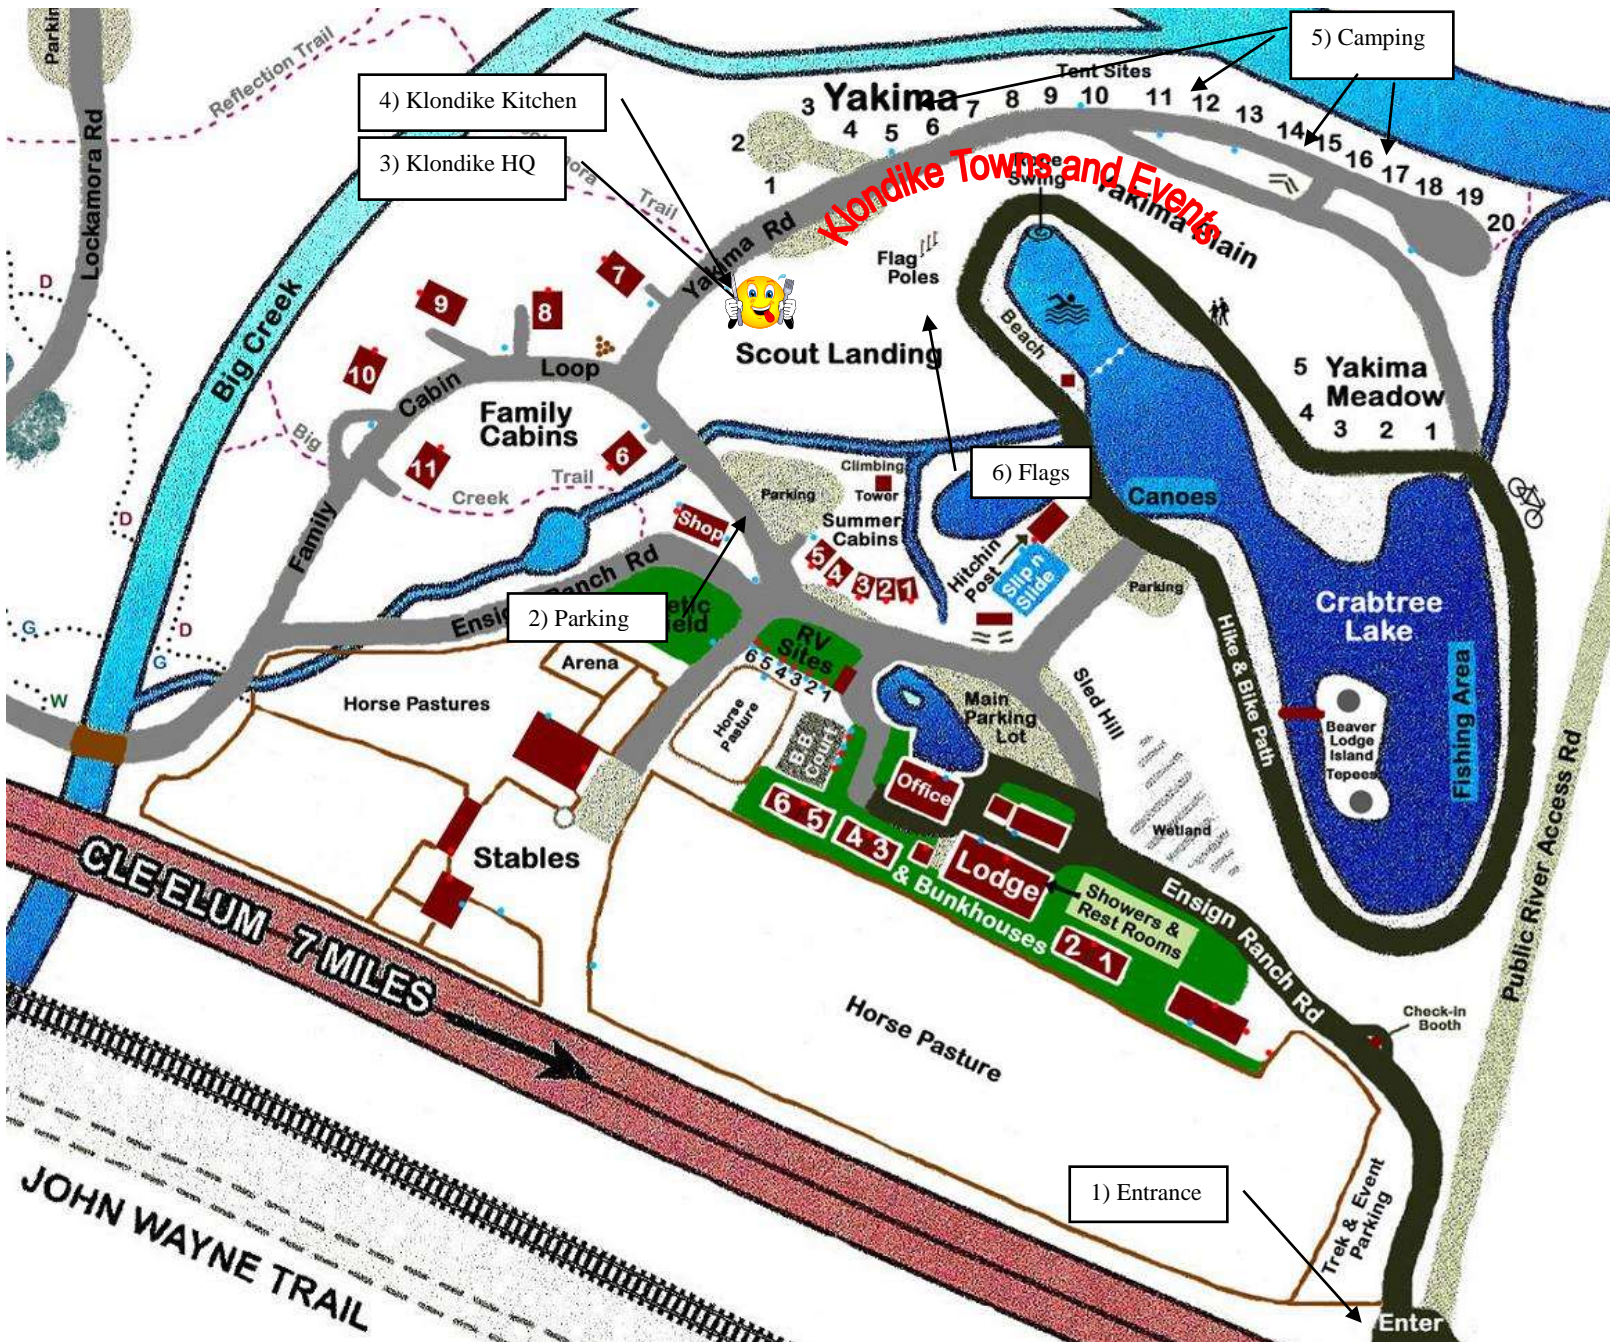 Parkin
Reflection Trail
Lockamora Rd
4) Klondike Kitchen
3) Klondike HQ
5) Camping
Tent Sites
Yakima
1
2
3
4
5
6
7
8
9
10
11
12
13
14
15
16
17
18
19
20
Klondike Towns and Events
Swing
Yakima Main
Trail
Yakima Rd
Flag
Poles
Scout Landing
Beach
Yakima
Meadow
5
4
3
2
1
Big Creek
D
7
8
9
10
11
6
Loop
Cabin
Family
Family
Cabins
Big
Creek
Trail
Parking
Climbing
Tower
6) Flags
Canoes
Summer
Cabins
5
4
3
2
1
Shop
Hitchin
Post
Slip n
Slide
Parking
Crabtree
Lake
Fishing Area
Beaver
Lodge
Island
Tepees
Hike & Bike Path
Sled Hill
Wetland
D
D
G
G
W
2) Parking
RV
Sites
6
5
4
3
2
1
Main
Parking
Lot
Arena
Horse Pastures
Horse
Pasture
B.B.
Court
Office
6 5
4 3
Lodge
& Bunkhouses
Showers &
Rest Rooms
2 1
Stables
Ensign Ranch Rd
Public River Access Rd
Check-in
Booth
Horse Pasture
CLE ELUM 7 MILES
JOHN WAYNE TRAIL
1) Entrance
Trek & Event
Parking
Enter